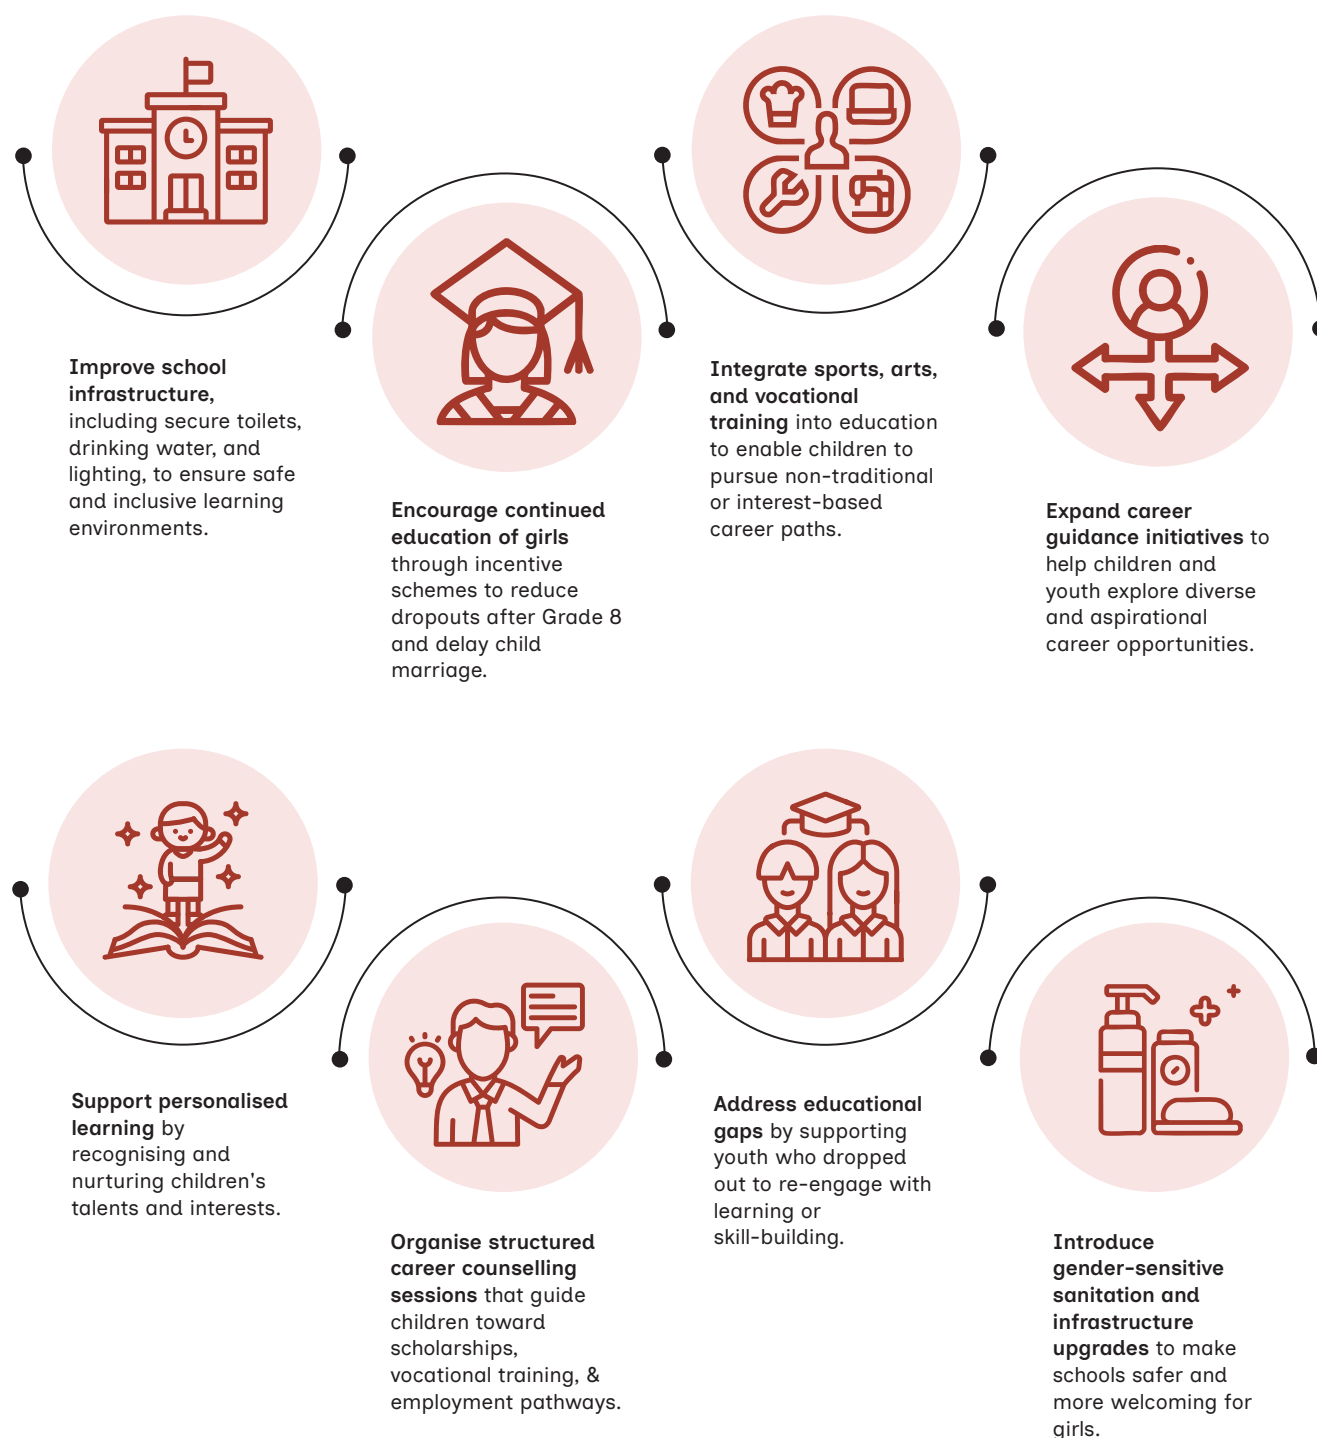 Improve school
infrastructure,
including secure toilets,
drinking water, and
lighting, to ensure safe
and inclusive learning
environments.
Encourage continued
education of girls
through incentive
schemes to reduce
dropouts after Grade 8
and delay child
marriage.
Integrate sports, arts,
and vocational
training into education
to enable children to
pursue non-traditional
or interest-based
career paths.
Expand career
guidance initiatives to
help children and
youth explore diverse
and aspirational
career opportunities.
Support personalised
learning by
recognising and
nurturing children's
talents and interests.
Organise structured
career counselling
sessions that guide
children toward
scholarships,
vocational training, &
employment pathways.
Address educational
gaps by supporting
youth who dropped
out to re-engage with
learning or
skill-building.
Introduce
gender-sensitive
sanitation and
infrastructure
upgrades to make
schools safer and
more welcoming for
girls.